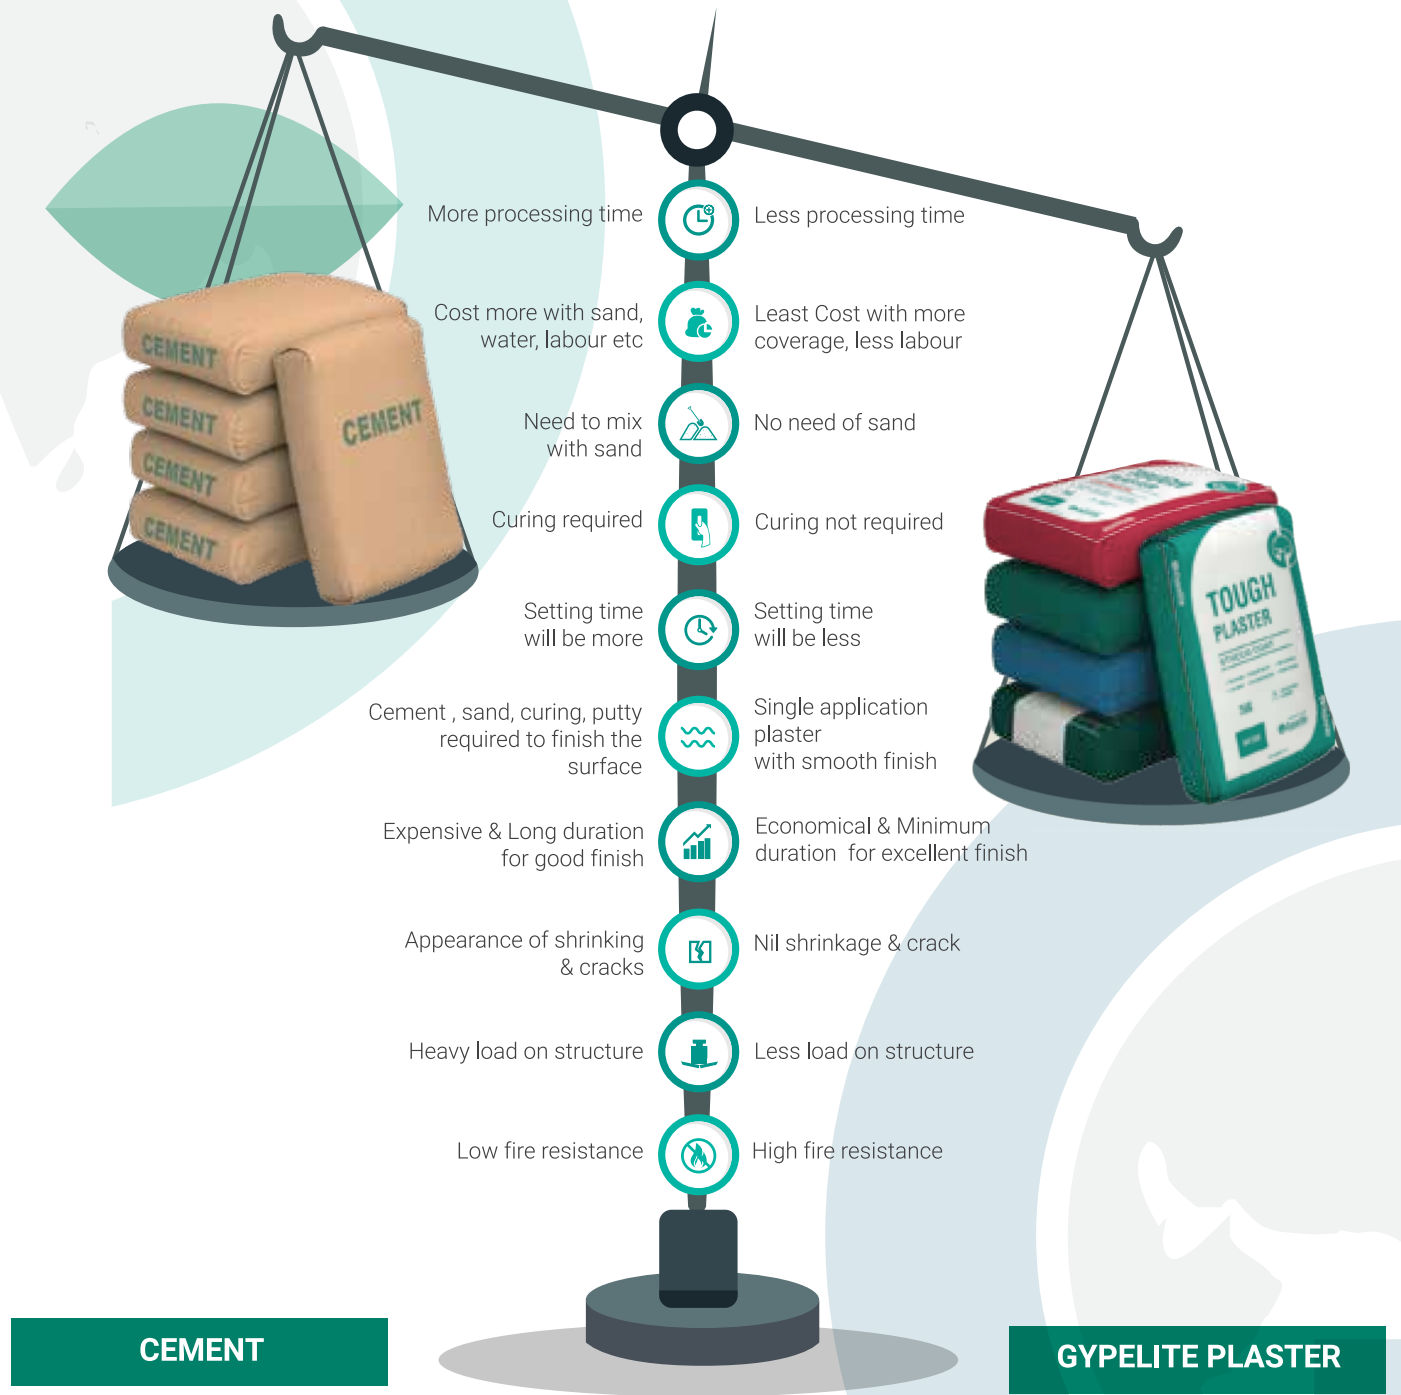 More processing time
Less processing time
Cost more with sand,
water, labour etc
Least Cost with more
coverage, less labour
Need to mix
with sand
No need of sand
Curing required
Curing not required
Setting time
will be more
Setting time
will be less
Cement , sand, curing, putty
required to finish the
surface
Single application
plaster
with smooth finish
Expensive & Long duration
for good finish
Economical & Minimum
duration for excellent finish
Appearance of shrinking
& cracks
Nil shrinkage & crack
Heavy load on structure
Less load on structure
Low fire resistance
High fire resistance
CEMENT
CEMENT
CEMENT
CEMENT
CEMENT
TOUGH
PLASTER
CEMENT
GYPELITE PLASTER